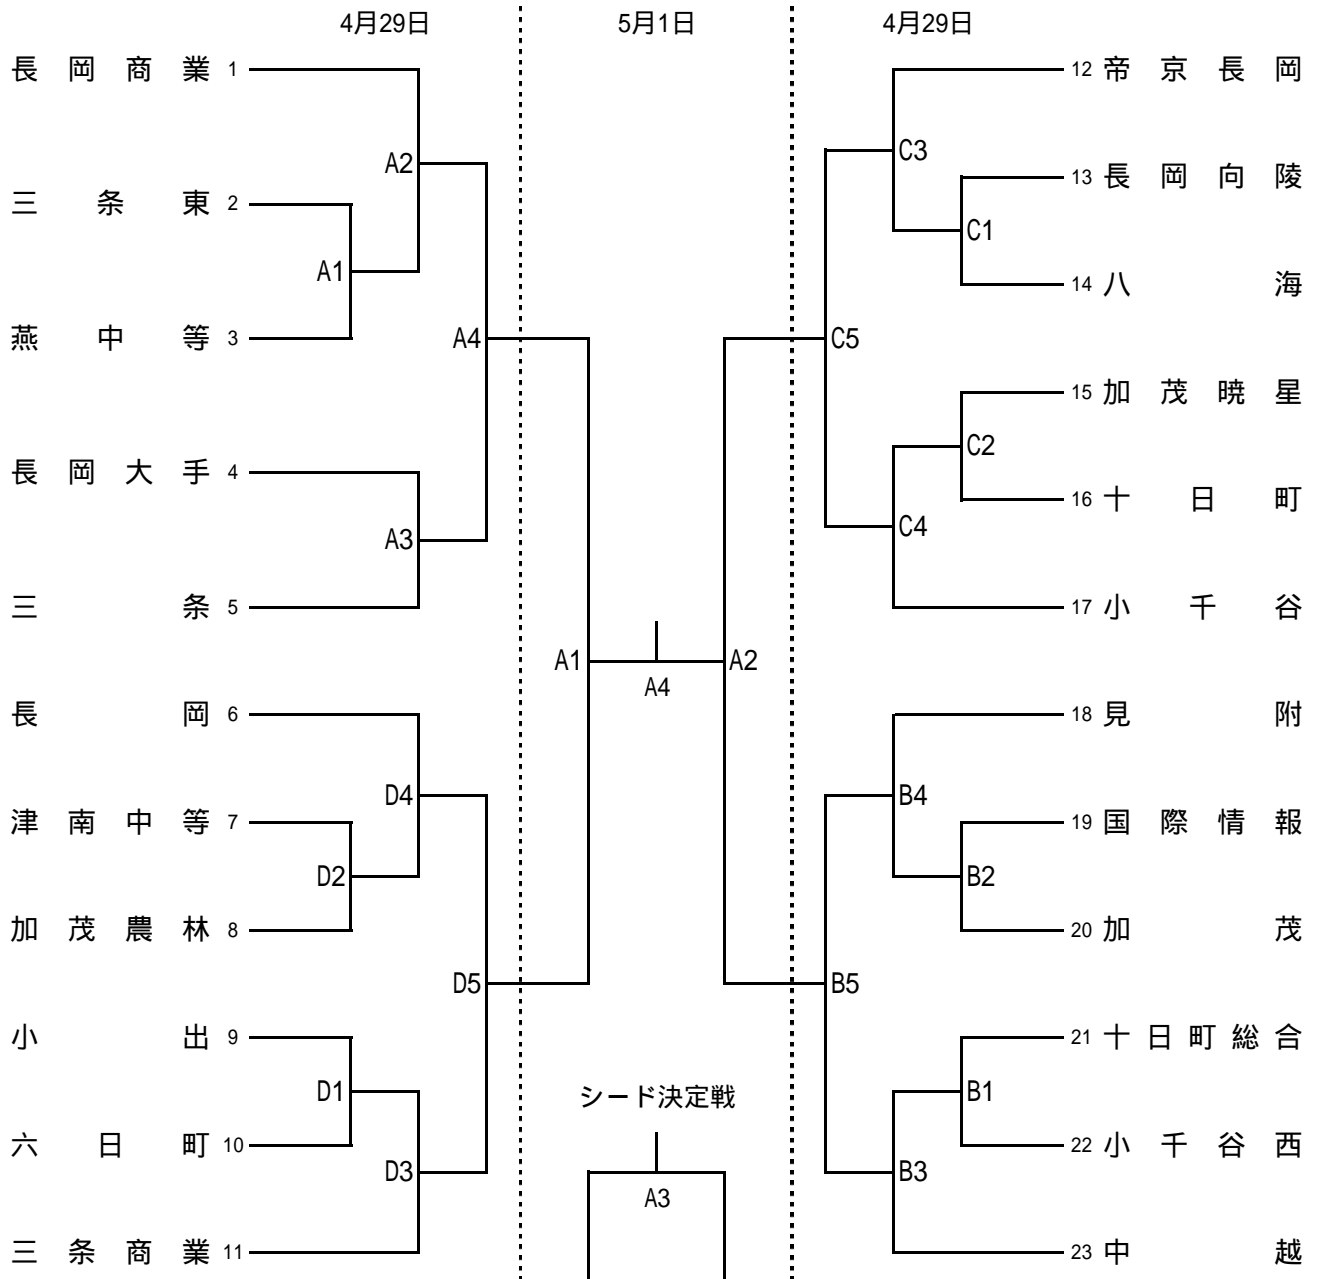 4月29日 5月1日 4月29日
長岡商業 1 12 帝京長岡
C3
A2
13 長岡向陵
三条東 2
C1
A1
14 八海
燕中等 3 A4 C5
15 加茂暁星
C2
長岡大手 4
16 十日町
C4
A3
三条 5 17 小千谷
A1 A2
A4
長岡 6 18 見附
D4 B4
津南中等 7 19 国際情報
D2 B2
加茂農林 8 20 加茂
D5 B5
小出 9 21 十日町総合
D1 シード決定戦 B1
六日町 10 22 小千谷西
D3 B3
A3
三条商業 11 23 中越